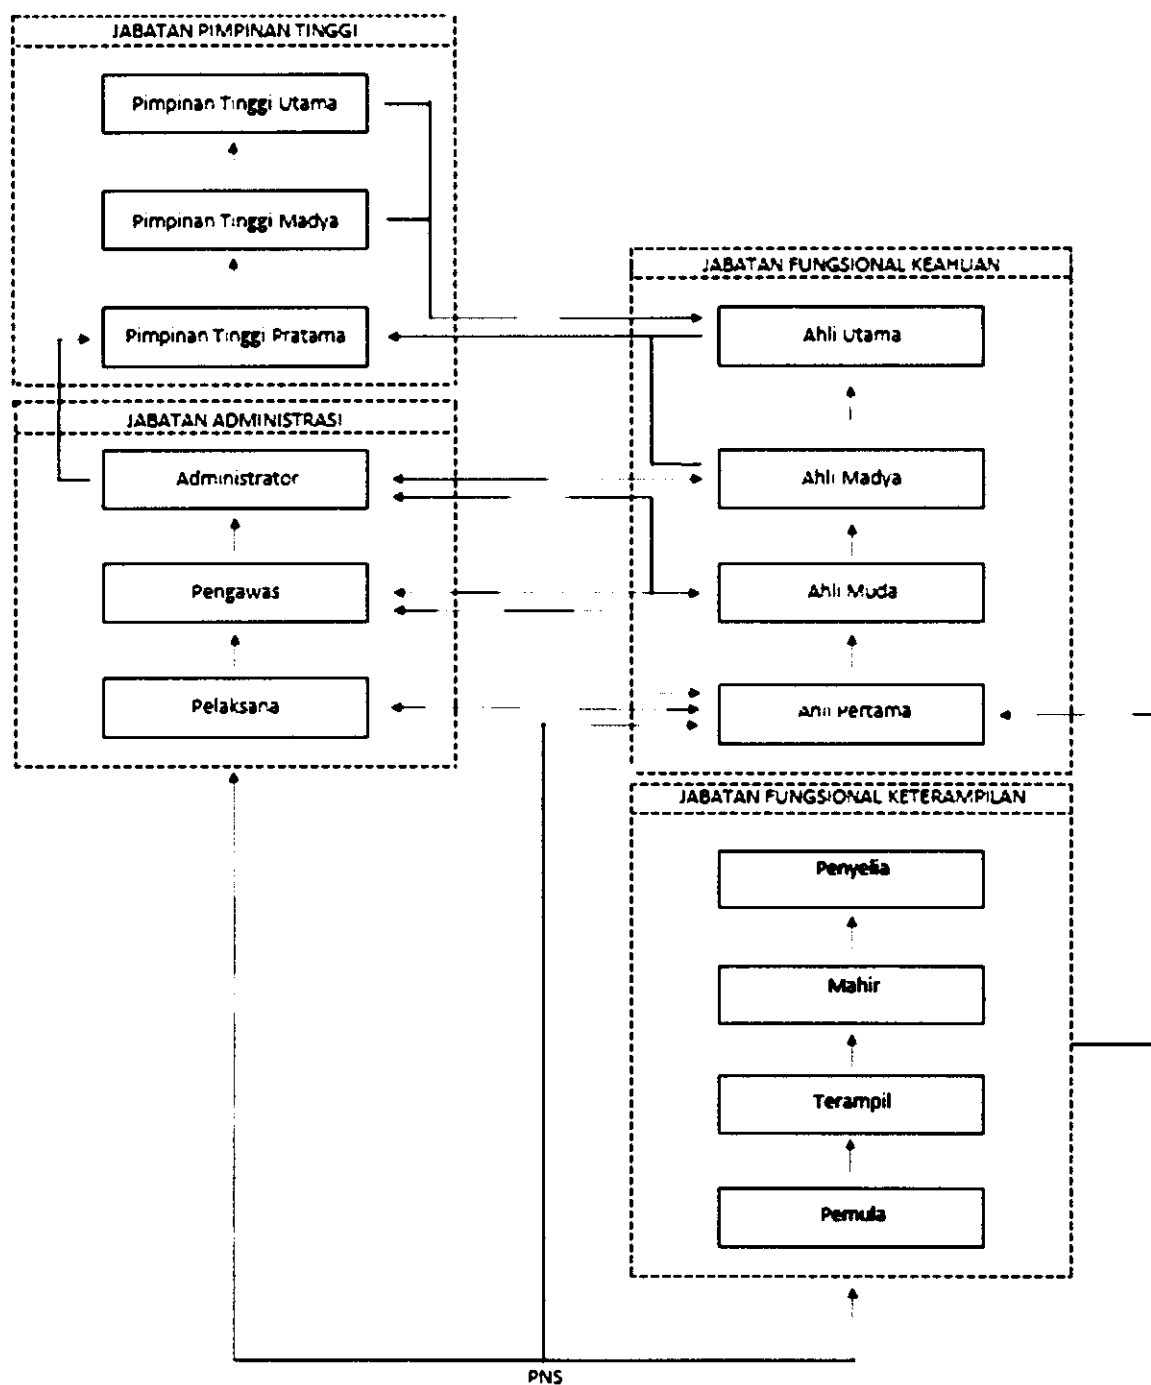 JABATAN PIMPINAN TINGGI
Pimpinan Tinggi Utama
Pimpinan Tinggi Madya
Pimpinan Tinggi Pratama
JABATAN ADMINISTRASI
Administrator
Pengawas
Pelaksana
JABATAN FUNGSIONAL KEAHLIAN
Ahli Utama
Ahli Madya
Ahli Muda
Ahli Pertama
JABATAN FUNGSIONAL KETERAMPILAN
Penyelia
Mahir
Terampil
Pemula
PNS